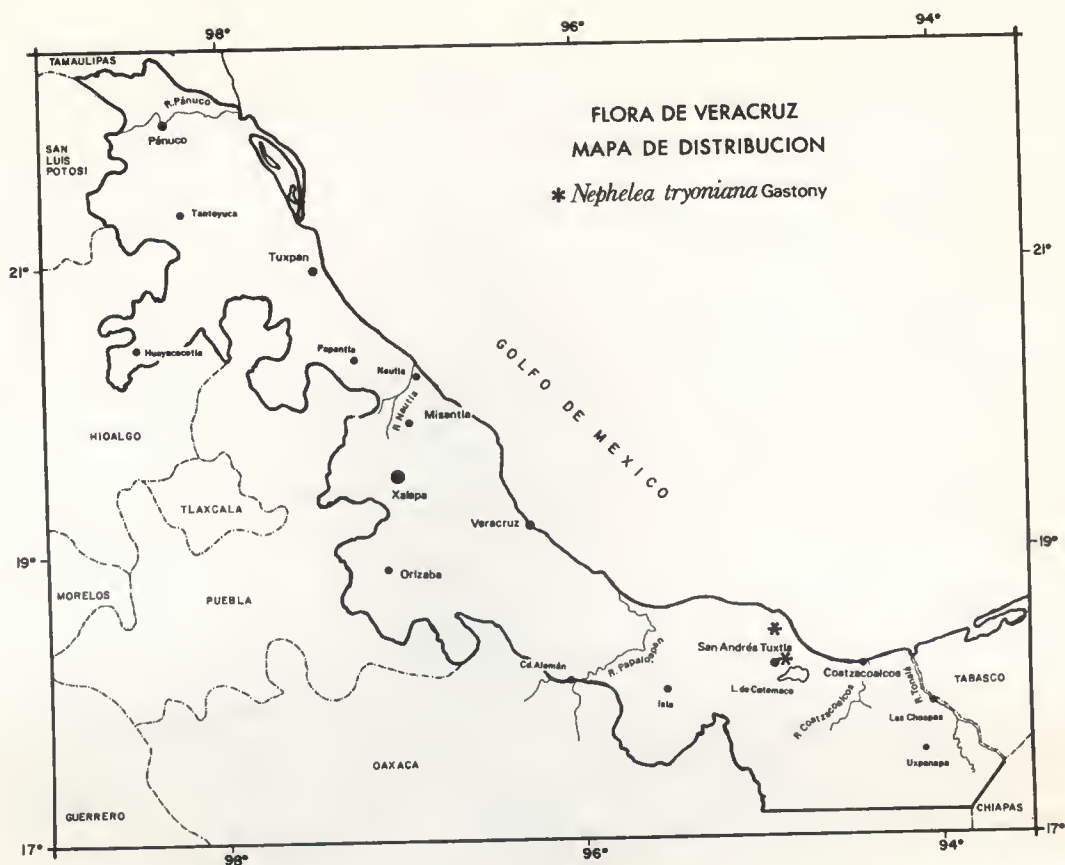 98°
96°
94°
TAMAULIPAS
R. Pánuco
Pánuco
SAN
LUIS
POTOSI
FLORA DE VERACRUZ
MAPA DE DISTRIBUCION
* Nephelea tryoniana Gastony
Tantoyuca
Tuxpan
21°
21°
Huayacocotla
Papantla
Nautla
R. Nautla
GOLFO DE MEXICO
Misantla
HIDALGO
Xalapa
TLAXCALA
Veracruz
19°
19°
Orizaba
MORELOS
PUEBLA
R. Papaloapan
San Andrés Tuxtla
Cd. Alemán
L. de Catemaco
Coatzacoalcos
R. Tonalá
TABASCO
Isla
R. Coatzacoalcos
Las Choapas
Uxpanapa
OAXACA
GUERRERO
CHIAPAS
17°
17°
98°
96°
94°